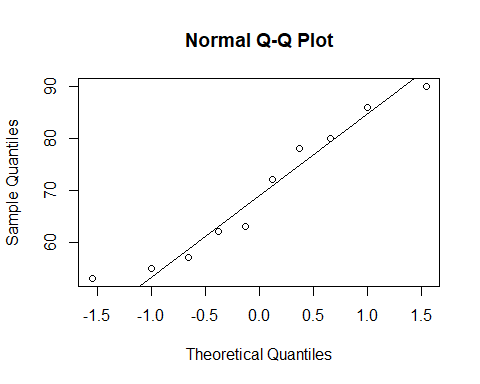 Normal Q-Q Plot
90
80
70
60
Sample Quantiles
-1.5 -1.0 -0.5 0.0 0.5 1.0 1.5
Theoretical Quantiles